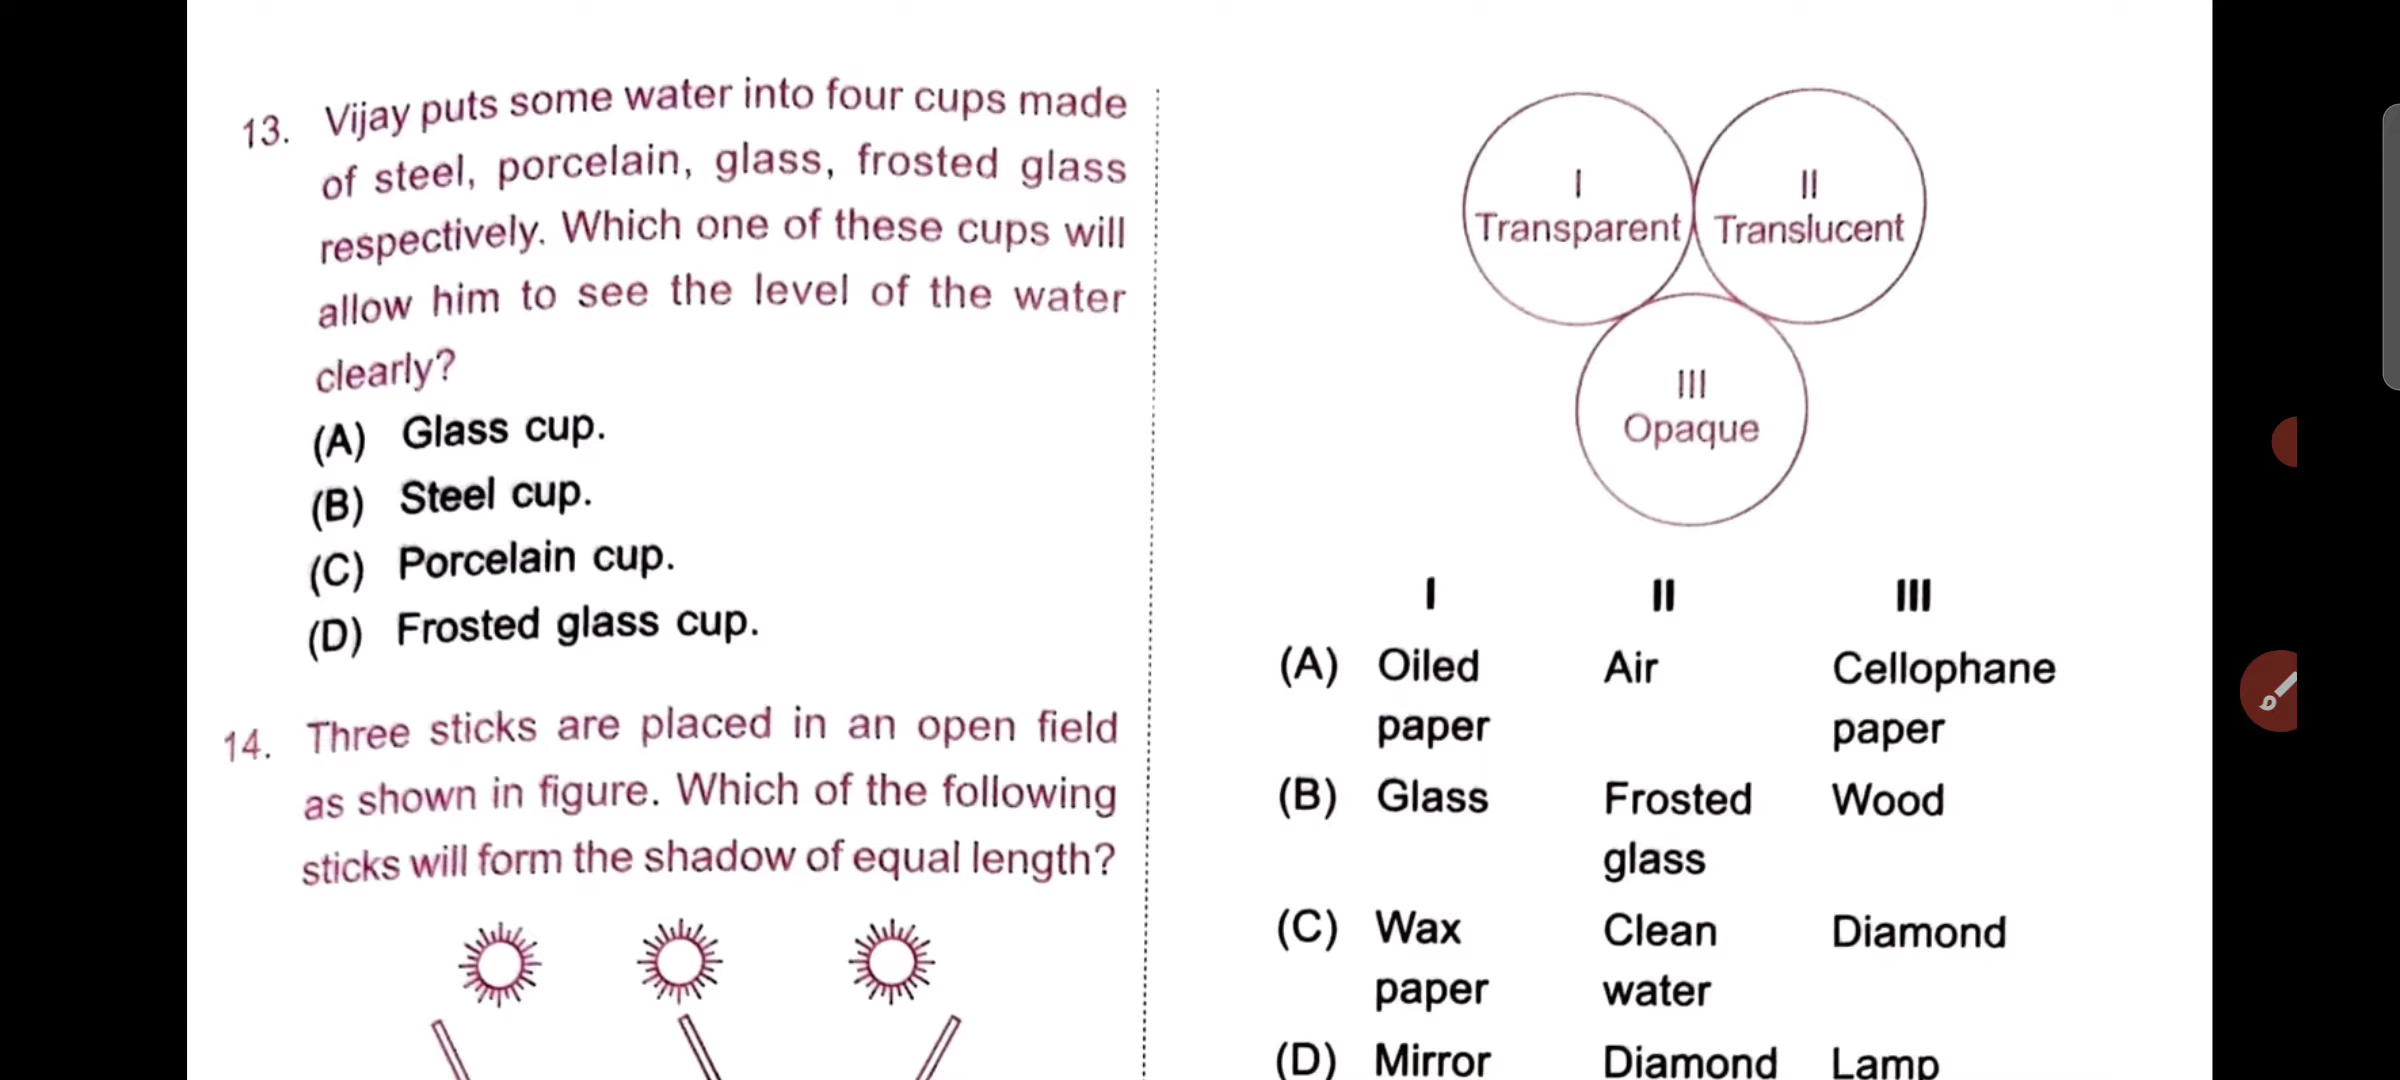 13. Vijay puts some water into four cups made
of steel, porcelain, glass, frosted glass
respectively. Which one of these cups will
allow him to see the level of the water
clearly?
(A) Glass cup.
(B) Steel cup.
(C) Porcelain cup.
(D) Frosted glass cup.
14. Three sticks are placed in an open field
as shown in figure. Which of the following
sticks will form the shadow of equal length?
I
Transparent
II
Translucent
III
Opaque
I II III
(A) Oiled Air Cellophane
paper paper
(B) Glass Frosted Wood
glass
(C) Wax Clean Diamond
paper water
(D) Mirror Diamond Lamp